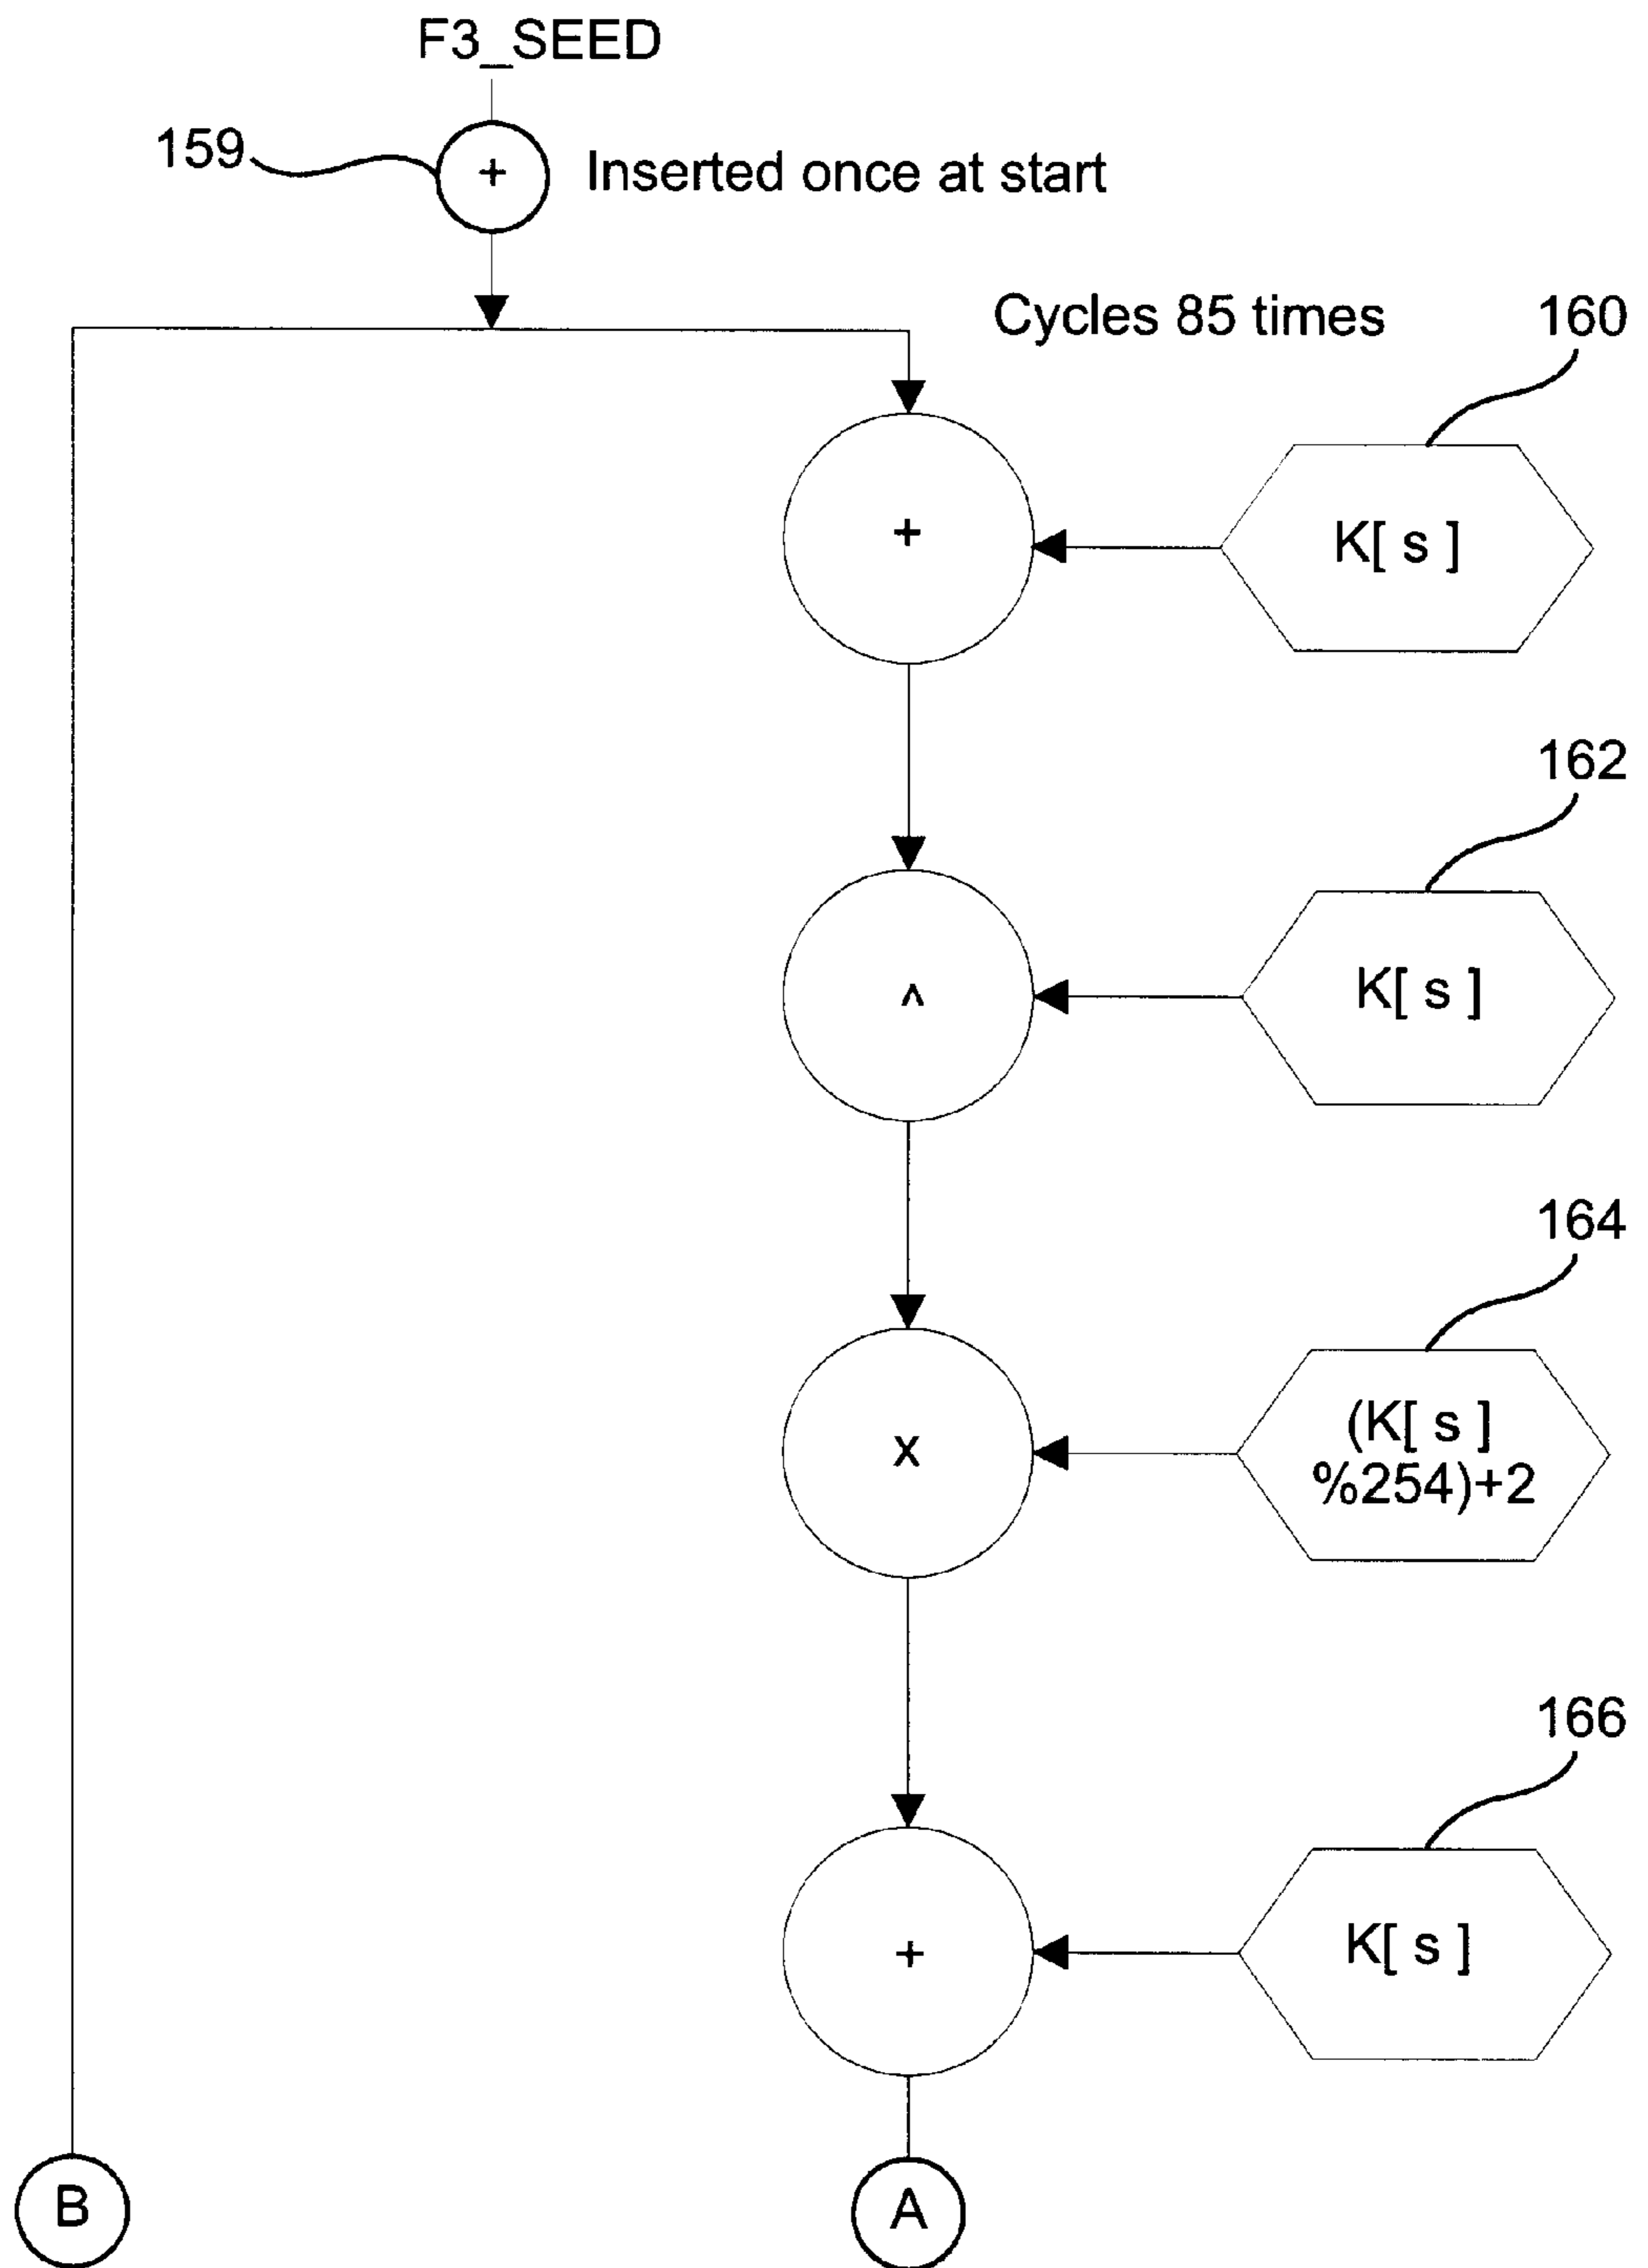 F3_SEED
159
+
Inserted once at start
Cycles 85 times
160
+
K[ s ]
162
^
K[ s ]
164
x
(K[ s ]
%254)+2
166
+
K[ s ]
B
A